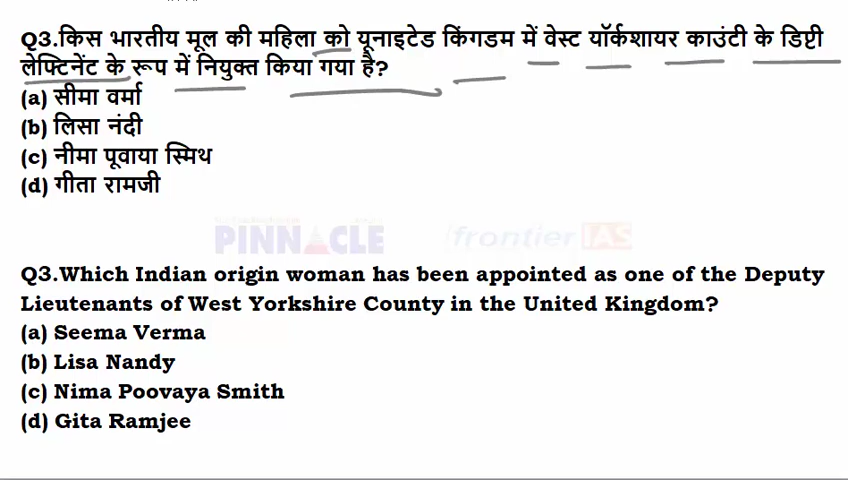 Q3.किस भारतीय मूल की महिला को यूनाइटेड किंगडम में वेस्ट यॉर्कशायर काउंटी के डिप्टी
लेफ्टिनेंट के रूप में नियुक्त किया गया है?
(a) सीमा वर्मा
(b) लिसा नंदी
(c) नीमा पूवाया स्मिथ
(d) गीता रामजी
PINNACLE frontier IAS
Q3.Which Indian origin woman has been appointed as one of the Deputy
Lieutenants of West Yorkshire County in the United Kingdom?
(a) Seema Verma
(b) Lisa Nandy
(c) Nima Poovaya Smith
(d) Gita Ramjee